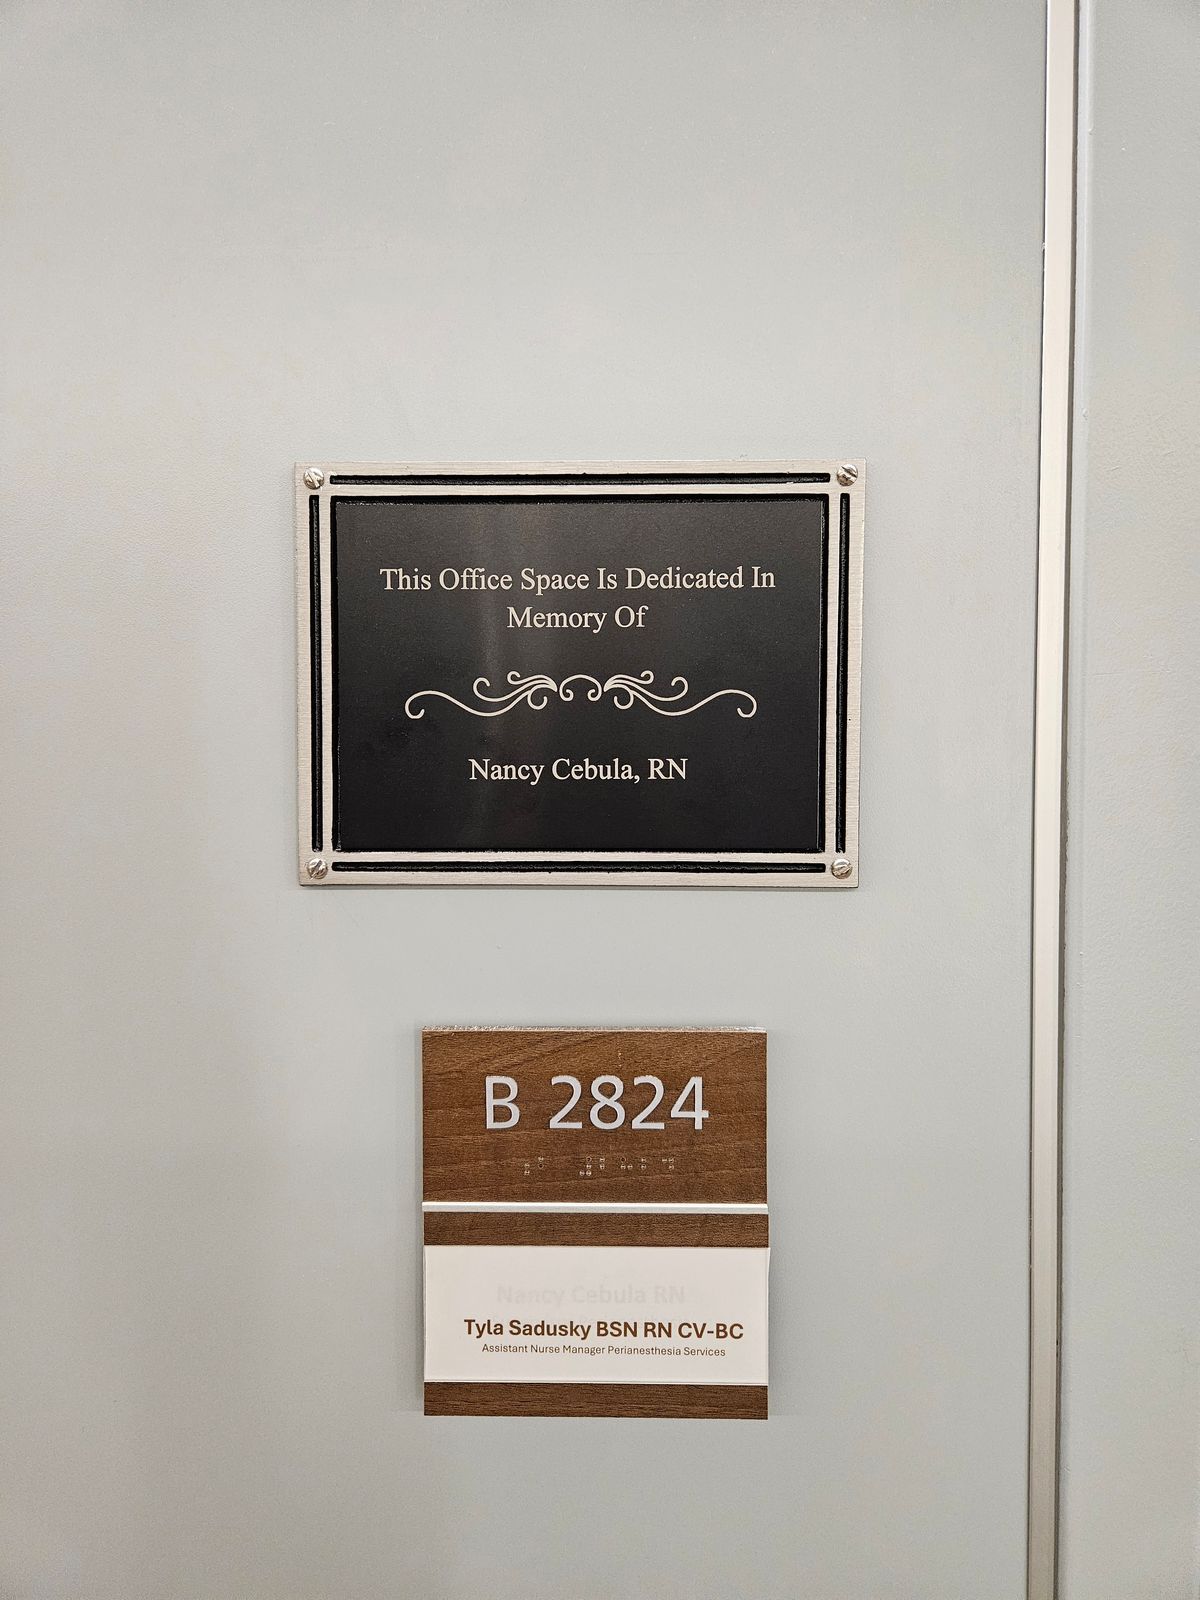 This Office Space Is Dedicated In
Memory Of
Nancy Cebula, RN
B 2824
Nancy Cebula RN
Tyla Sadusky BSN RN CV-BC
Assistant Nurse Manager Perianesthesia Services